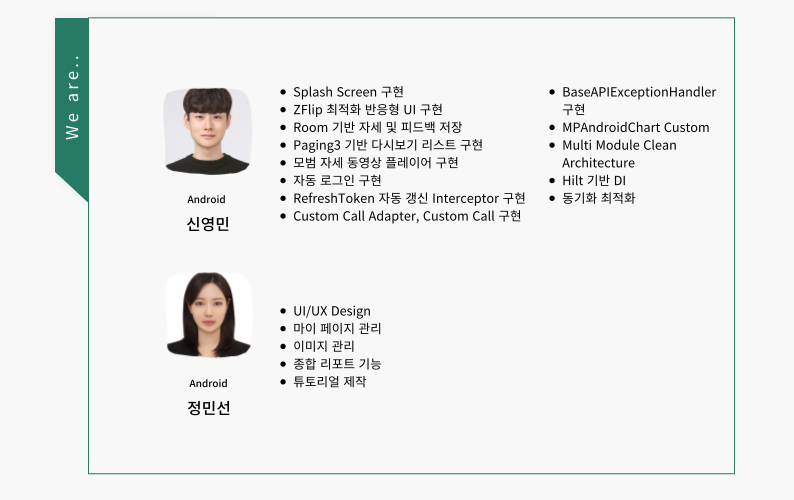 We are..
Splash Screen 구현
ZFlip 최적화 반응형 UI 구현
Room 기반 자세 및 피드백 저장
Paging3 기반 다시보기 리스트 구현
모범 자세 동영상 플레이어 구현
자동 로그인 구현
RefreshToken 자동 갱신 Interceptor 구현
Custom Call Adapter, Custom Call 구현
BaseAPIExceptionHandler
구현
MPAndroidChart Custom
Multi Module Clean
Architecture
Hilt 기반 DI
동기화 최적화
Android
신영민
UI/UX Design
마이 페이지 관리
이미지 관리
종합 리포트 기능
튜토리얼 제작
Android
정민선